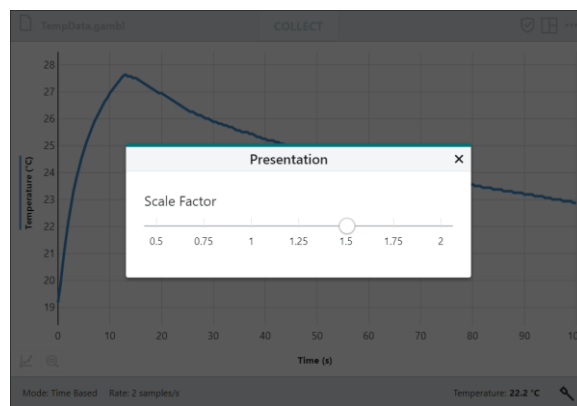 TempData.gambl
COLLECT
28
27
26
25
24
23
22
21
20
19
Temperature (°C)
Presentation
Scale Factor
0.5 0.75 1 1.25 1.5 1.75 2
0 10 20 30 40 50 60 70 80 90 10
Time (s)
Mode: Time Based Rate: 2 samples/s Temperature: 22.2 °C